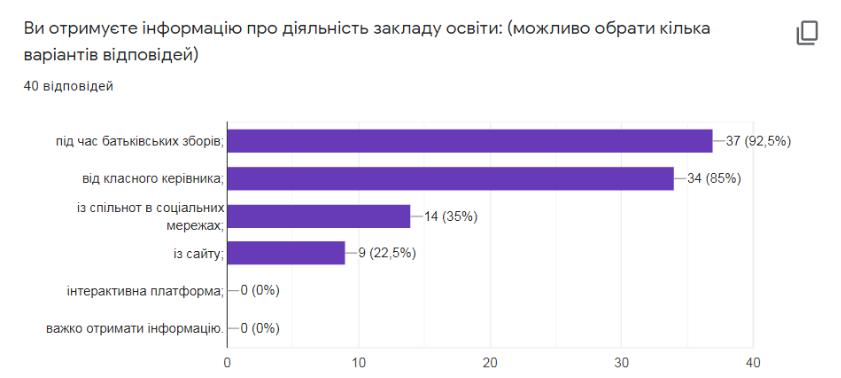 Ви отримуєте інформацію про діяльність закладу освіти: (можливо обрати кілька
варіантів відповідей)
40 відповідей
під час батьківських зборів;
37 (92,5%)
від класного керівника;
34 (85%)
із спільнот в соціальних
мережах;
14 (35%)
із сайту;
9 (22,5%)
інтерактивна платформа;
0 (0%)
важко отримати інформацію.
0 (0%)
0
10
20
30
40